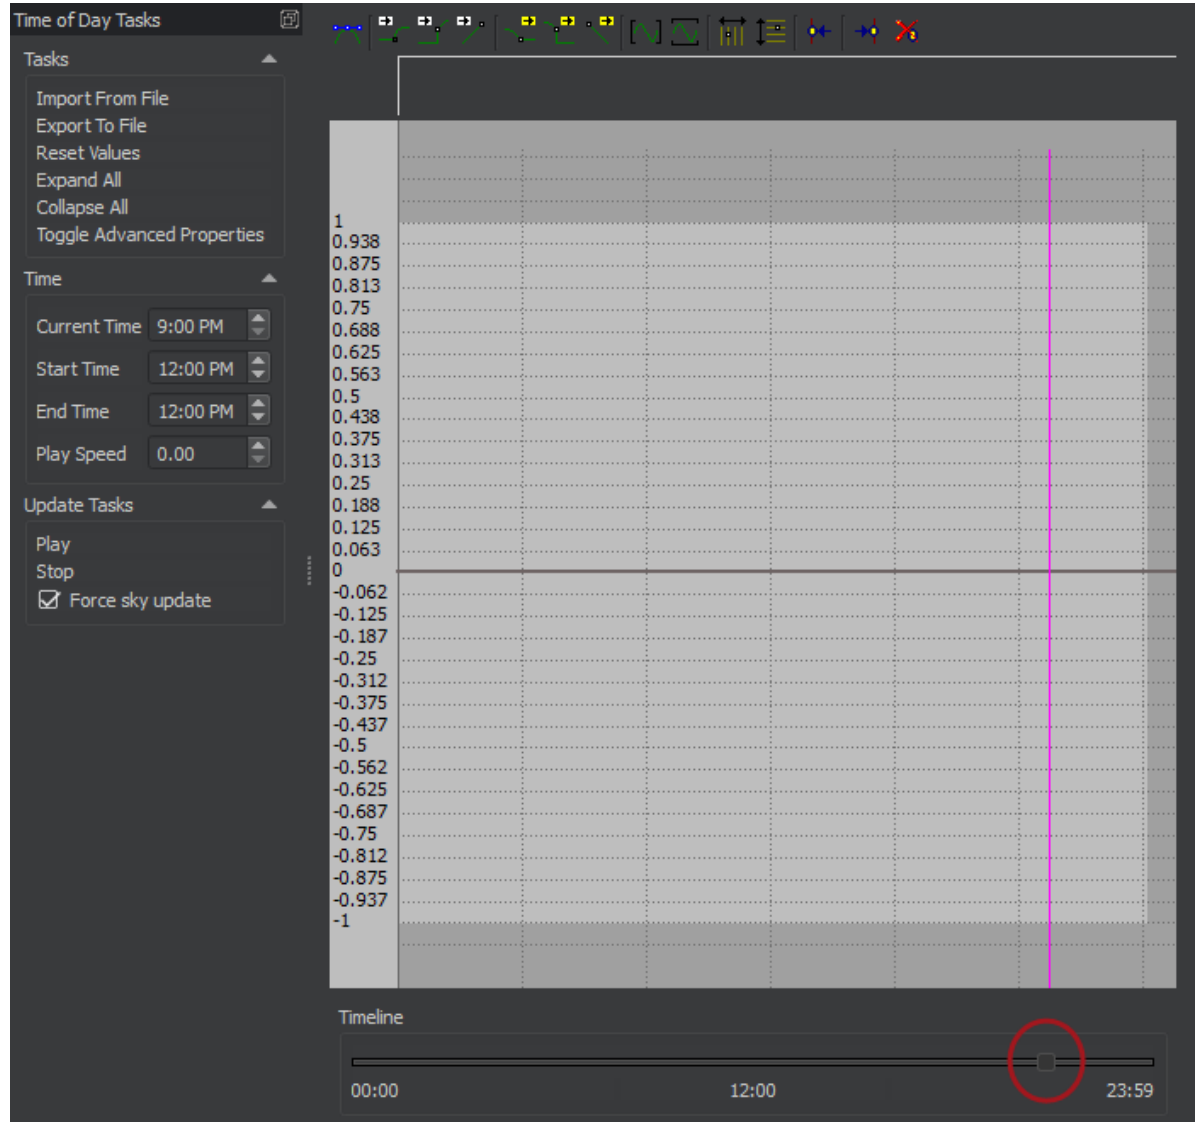 Time of Day Tasks
Tasks
Import From File
Export To File
Reset Values
Expand All
Collapse All
Toggle Advanced Properties
Time
Current Time 9:00 PM
Start Time 12:00 PM
End Time 12:00 PM
Play Speed 0.00
Update Tasks
Play
Stop
Force sky update
1
0.938
0.875
0.813
0.75
0.688
0.625
0.563
0.5
0.438
0.375
0.313
0.25
0.188
0.125
0.063
0
-0.062
-0.125
-0.187
-0.25
-0.312
-0.375
-0.437
-0.5
-0.562
-0.625
-0.687
-0.75
-0.812
-0.875
-0.937
-1
Timeline
00:00 12:00 23:59